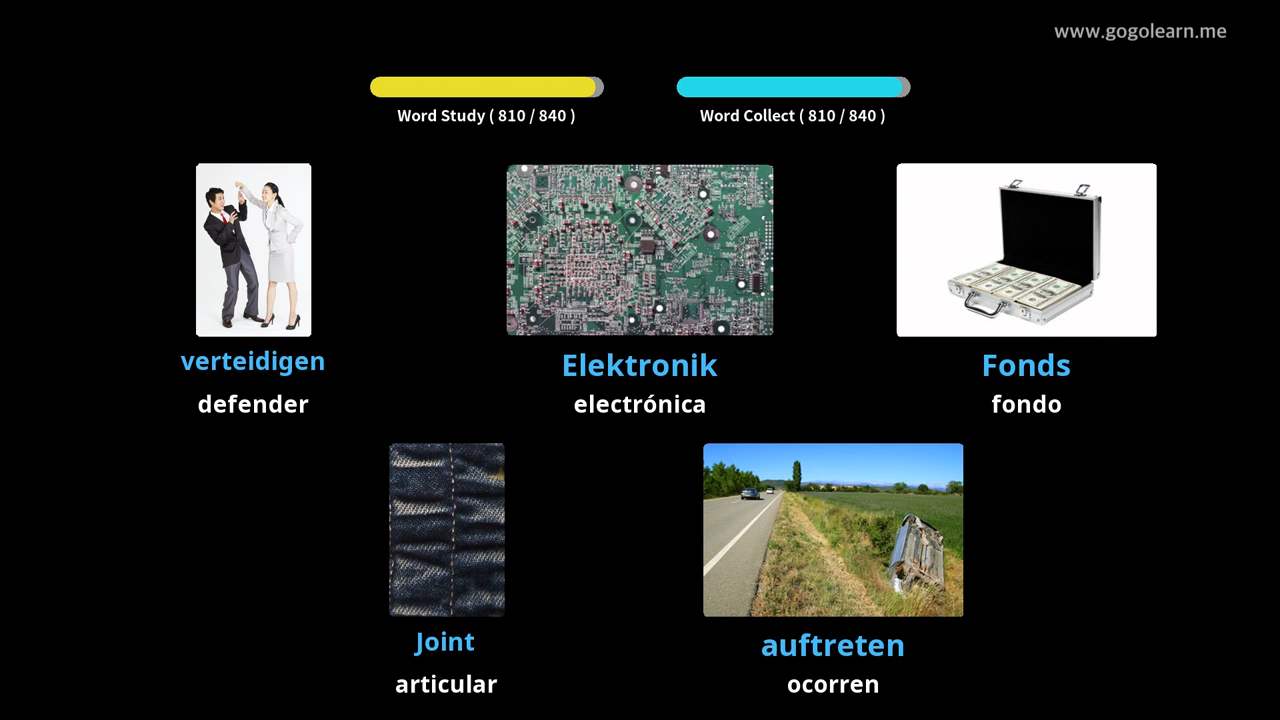 www.gogolearn.me
Word Study ( 810 / 840 )
Word Collect ( 810 / 840 )
verteidigen
defender
Elektronik
electrónica
Fonds
fondo
Joint
articular
auftreten
ocorren